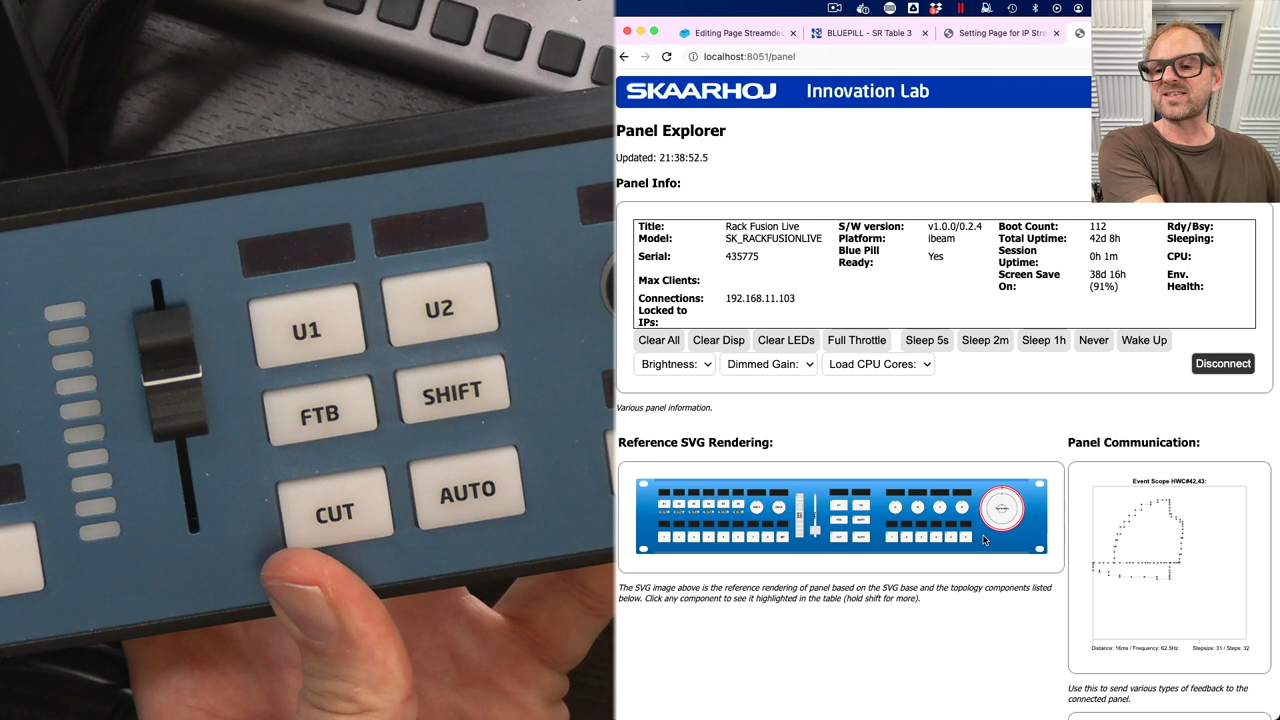 U1
U2
FTB
SHIFT
CUT
AUTO
Editing Page Streamde
BLUEPILL - SR Table 3
Setting Page for IP Stre
localhost:8051/panel
SKAARHOJ Innovation Lab
Panel Explorer
Updated: 21:38:52.5
Panel Info:
Title: Rack Fusion Live S/W version: v1.0.0/0.2.4 Boot Count: 112 Rdy/Bsy:
Model: SK_RACKFUSIONLIVE Platform: ibeam Total Uptime: 42d 8h Sleeping:
Serial: 435775 Blue Pill Ready: Yes Session Uptime: 0h 1m CPU:
Max Clients: Screen Save On: 38d 16h (91%) Env. Health:
Connections: 192.168.11.103
Locked to IPs:
Clear All Clear Disp Clear LEDs Full Throttle Sleep 5s Sleep 2m Sleep 1h Never Wake Up
Brightness: Dimmed Gain: Load CPU Cores: Disconnect
Various panel information.
Reference SVG Rendering: Panel Communication:
Event Scope HWC#42,43:
Distance: 16ms / Frequency: 62.5Hz Stepsize: 31 / Steps: 32
The SVG image above is the reference rendering of panel based on the SVG base and the topology components listed
below. Click any component to see it highlighted in the table (hold shift for more).
Use this to send various types of feedback to the
connected panel.